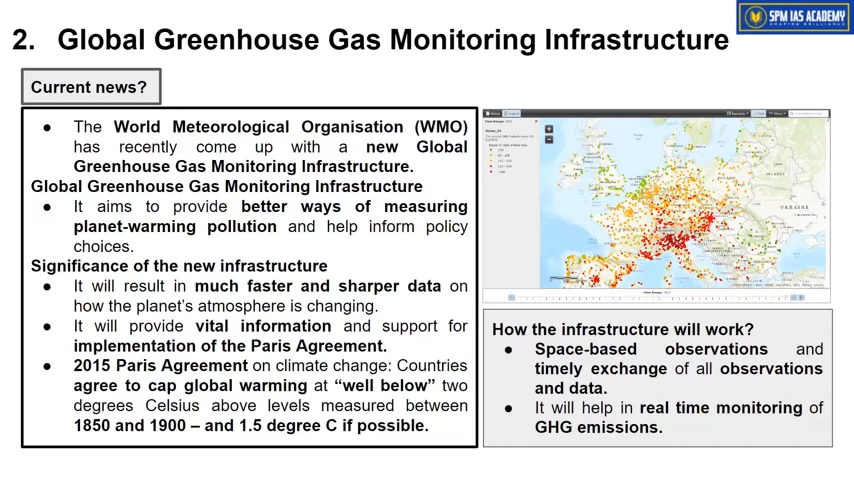 SPM IAS ACADEMY
SHAPING BRILLIANCE
2. Global Greenhouse Gas Monitoring Infrastructure
Current news?
● The World Meteorological Organisation (WMO)
has recently come up with a new Global
Greenhouse Gas Monitoring Infrastructure.
Global Greenhouse Gas Monitoring Infrastructure
● It aims to provide better ways of measuring
planet-warming pollution and help inform policy
choices.
Significance of the new infrastructure
● It will result in much faster and sharper data on
how the planet's atmosphere is changing.
● It will provide vital information and support for
implementation of the Paris Agreement.
● 2015 Paris Agreement on climate change: Countries
agree to cap global warming at “well below” two
degrees Celsius above levels measured between
1850 and 1900 – and 1.5 degree C if possible.
UKRAINE
How the infrastructure will work?
● Space-based observations and
timely exchange of all observations
and data.
● It will help in real time monitoring of
GHG emissions.